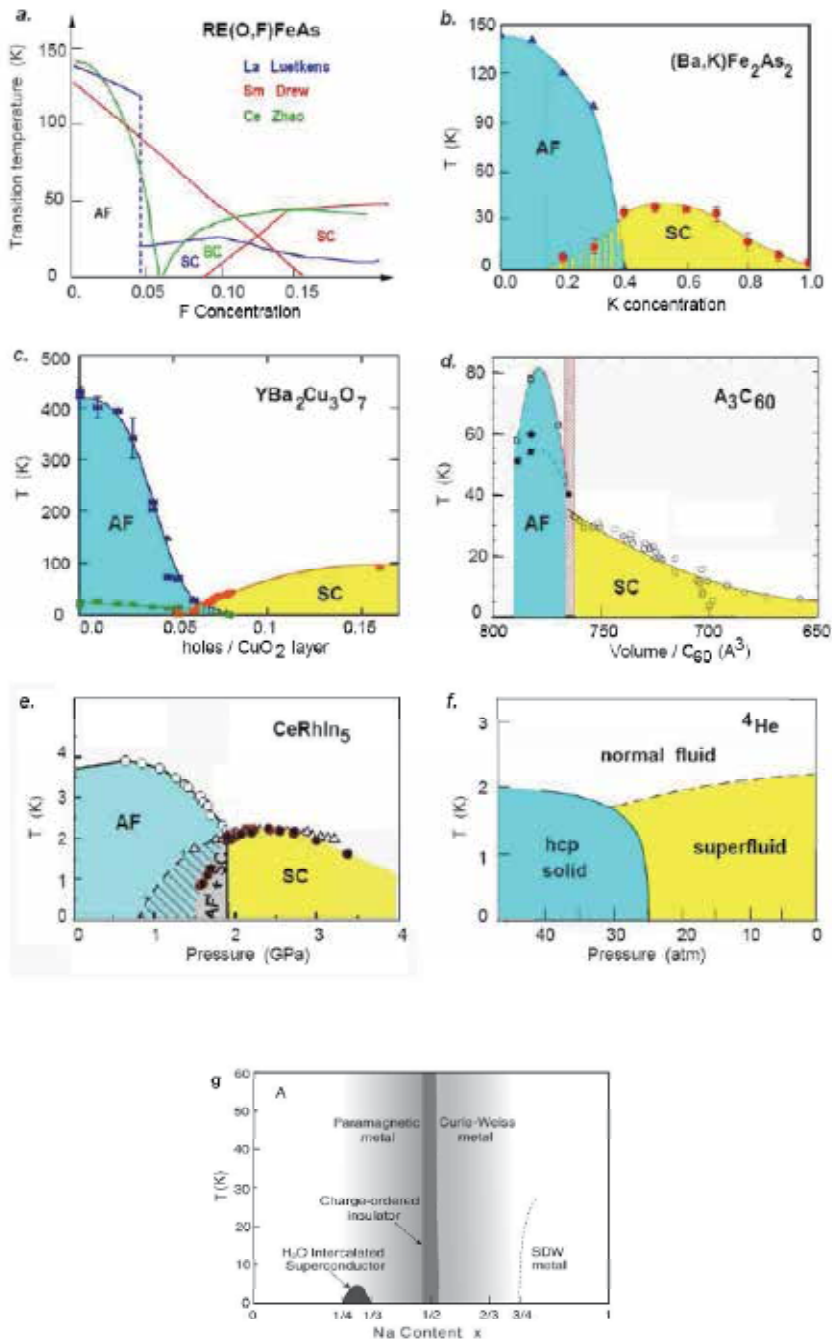 a.
RE(O,F)FeAs
La Luetkens
Sm Drew
Ce Zhao
Transition temperature (K)
150
100
50
0
AF
SC
SC
SC
0.
0.05
0.10
0.15
F Concentration
b.
(Ba,K)Fe2As2
T (K)
150
120
90
60
30
0
AF
SC
0.0
0.2
0.4
0.6
0.8
1.0
K concentration
c.
YBa2Cu3O7
T (K)
500
400
300
200
100
0
AF
SC
0.0
0.05
0.10
0.15
holes / CuO2 layer
d.
A3C60
T (K)
80
60
40
20
0
AF
SC
800
750
700
650
Volume / C60 (A3)
e.
CeRhIn5
T (K)
4
3
2
1
0
AF
AF + SC
SC
0
1
2
3
4
Pressure (GPa)
f.
4He
T (K)
3
2
1
0
normal fluid
hcp
solid
superfluid
40
30
20
10
0
Pressure (atm)
g
A
T (K)
60
50
40
30
20
10
0
Paramagnetic
metal
Curie-Weiss
metal
Charge-ordered
insulator
H2O Intercalated
Superconductor
SDW
metal
0
1/4
1/3
1/2
2/3
3/4
1
Na Content x